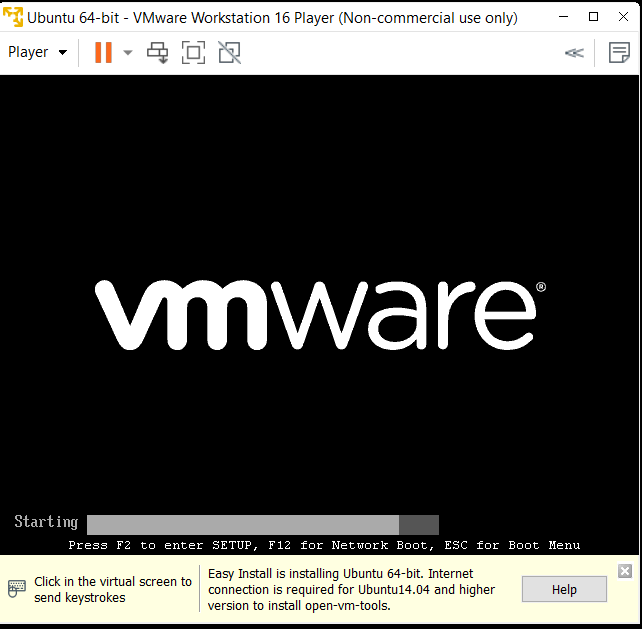 Ubuntu 64-bit - VMware Workstation 16 Player (Non-commercial use only)
Player
vmware®
Starting
Press F2 to enter SETUP, F12 for Network Boot, ESC for Boot Menu
Click in the virtual screen to
send keystrokes
Easy Install is installing Ubuntu 64-bit. Internet
connection is required for Ubuntu14.04 and higher
version to install open-vm-tools.
Help